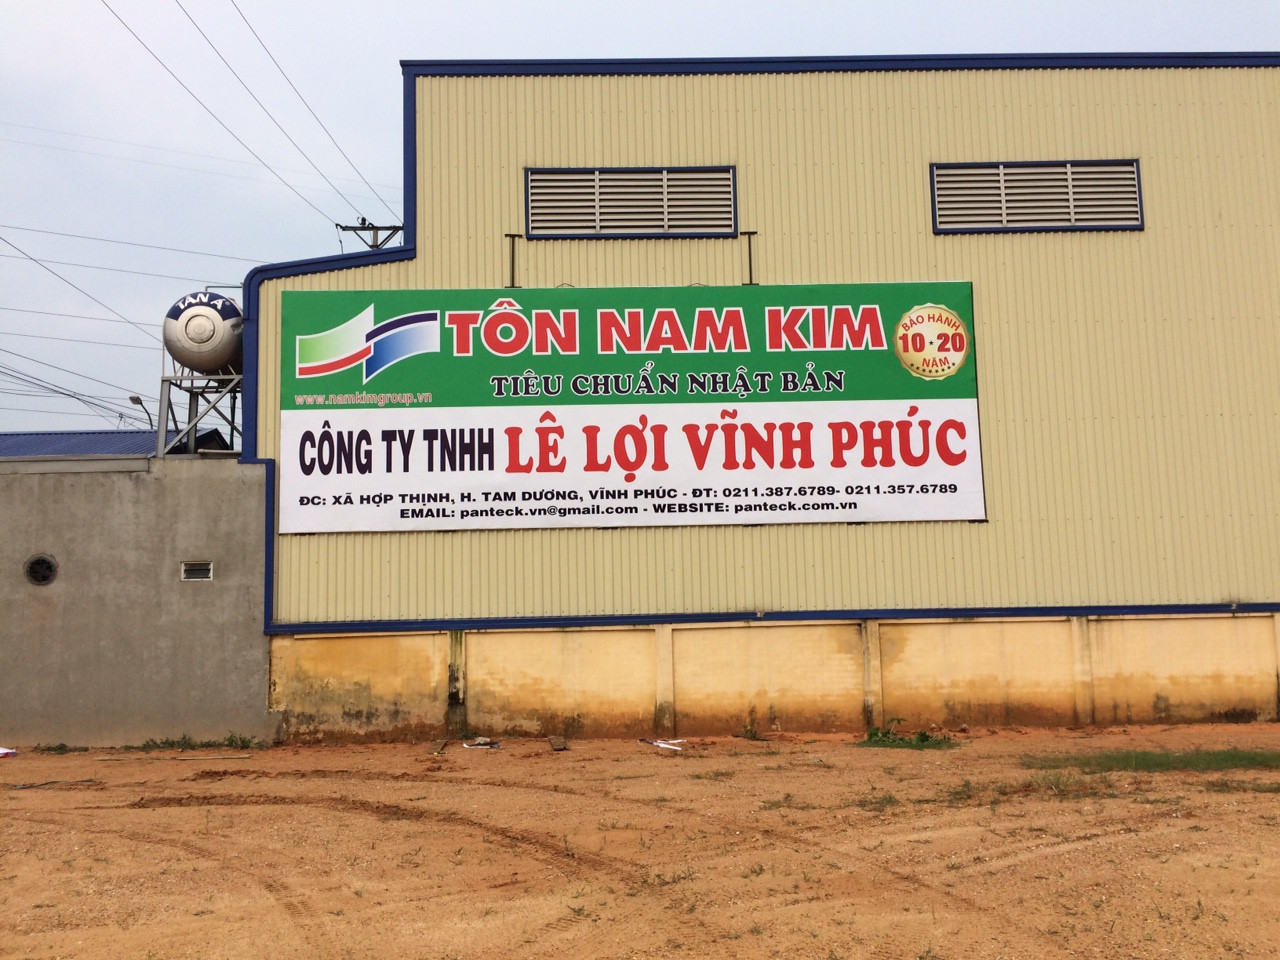 TÂN Á
TÔN NAM KIM
BẢO HÀNH
10 * 20
NĂM
TIÊU CHUẨN NHẬT BẢN
www.namkimgroup.vn
CÔNG TY TNHH LÊ LỢI VĨNH PHÚC
ĐC: XÃ HỢP THỊNH, H. TAM DƯƠNG, VĨNH PHÚC - ĐT: 0211.387.6789- 0211.357.6789
EMAIL: panteck.vn@gmail.com - WEBSITE: panteck.com.vn